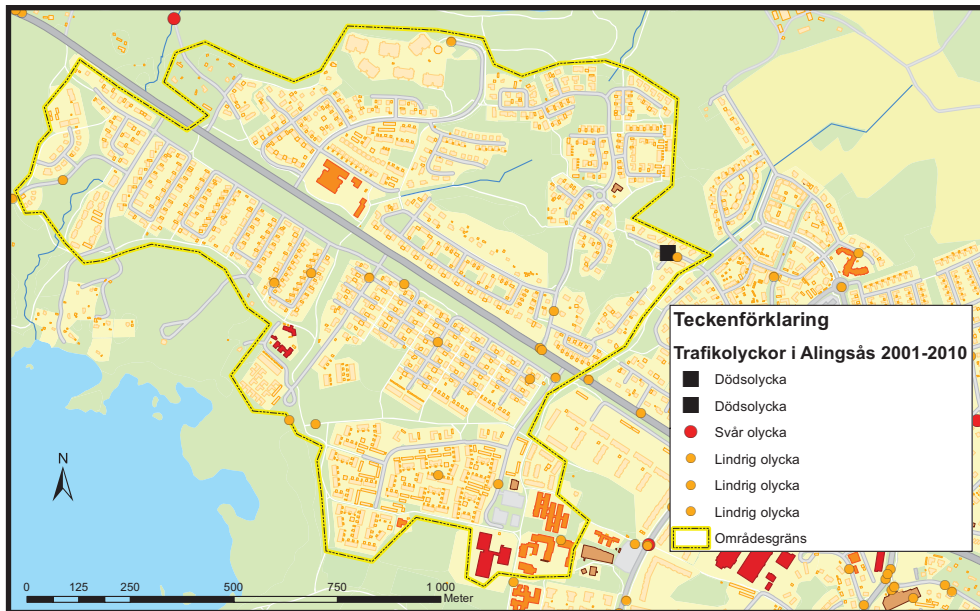 Teckenförklaring
Trafikolyckor i Alingsås 2001-2010
Dödsolycka
Dödsolycka
Svår olycka
Lindrig olycka
Lindrig olycka
Lindrig olycka
Områdesgräns
N
0 125 250 500 750 1 000
Meter